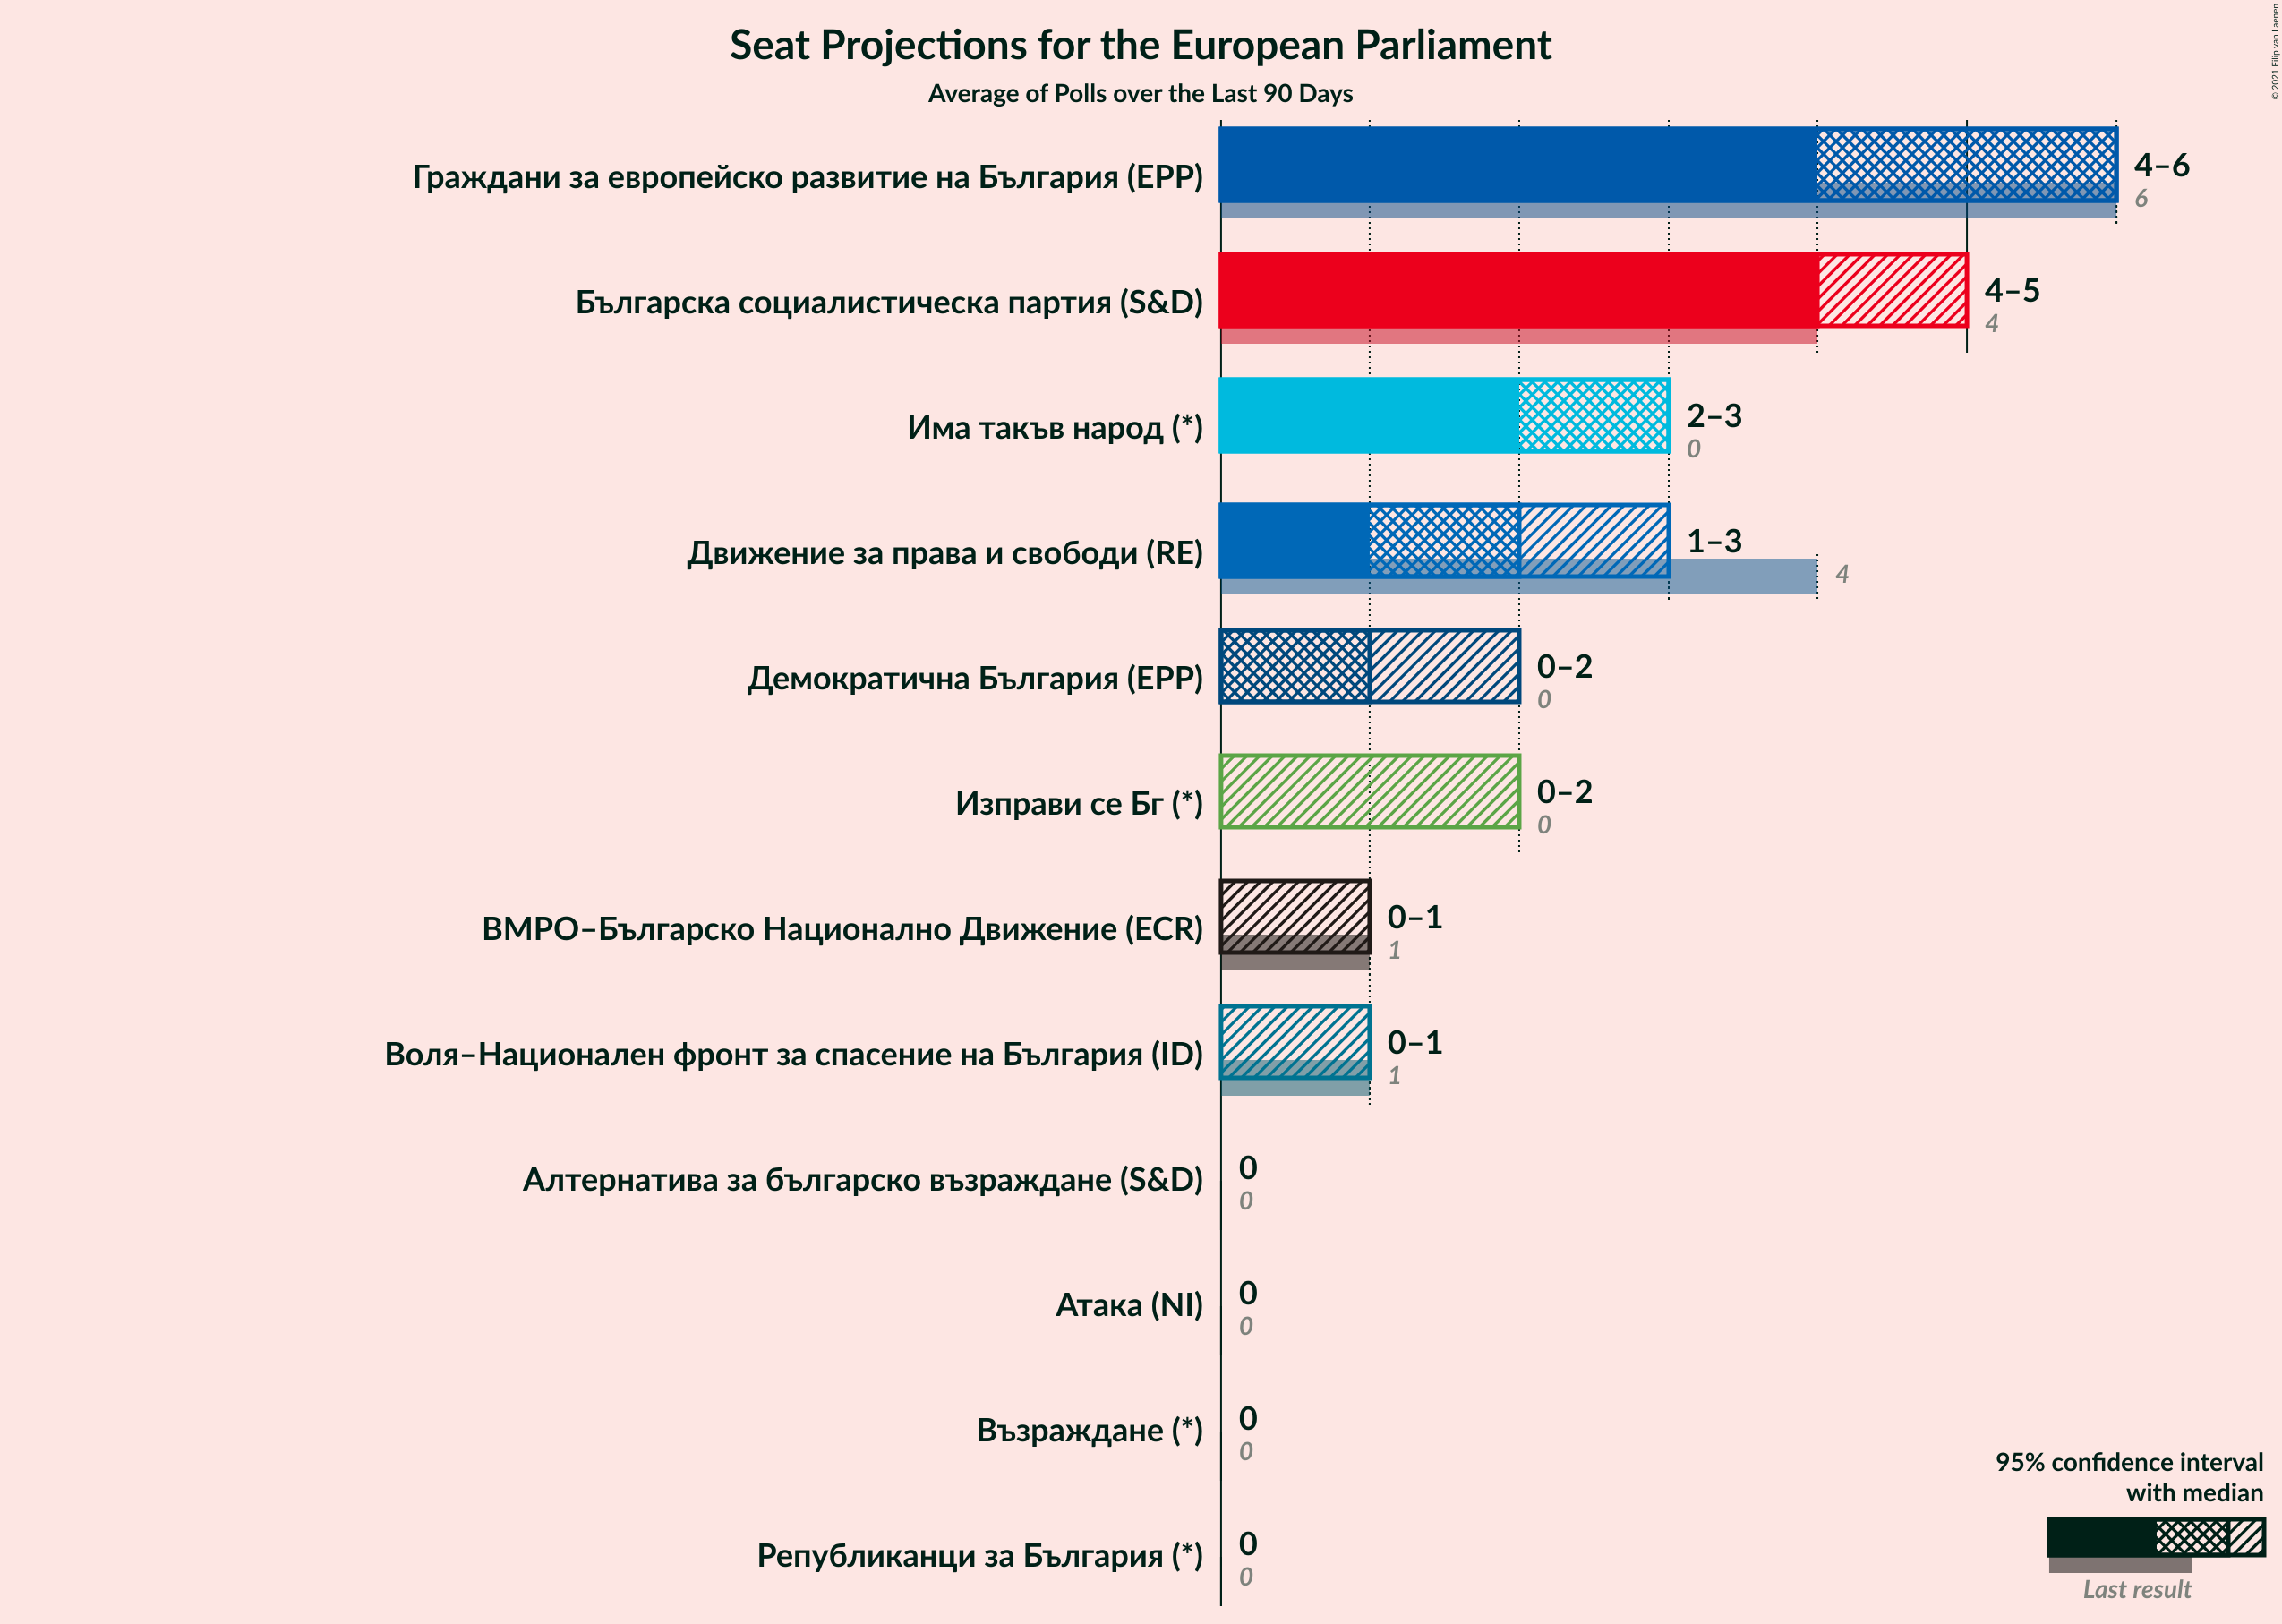 Seat Projections for the European Parliament
Average of Polls over the Last 90 Days
© 2021 Filip van Laenen
Граждани за европейско развитие на България (EPP)
4–6
6
Българска социалистическа партия (S&D)
4–5
4
Има такъв народ (*)
2–3
0
Движение за права и свободи (RE)
1–3
4
Демократична България (EPP)
0–2
0
Изправи се Бг (*)
0–2
0
ВМРО–Българско Национално Движение (ECR)
0–1
1
Воля–Национален фронт за спасение на България (ID)
0–1
1
Алтернатива за българско възраждане (S&D)
0
0
Атака (NI)
0
0
Възраждане (*)
0
0
Републиканци за България (*)
0
0
95% confidence interval
with median
Last result